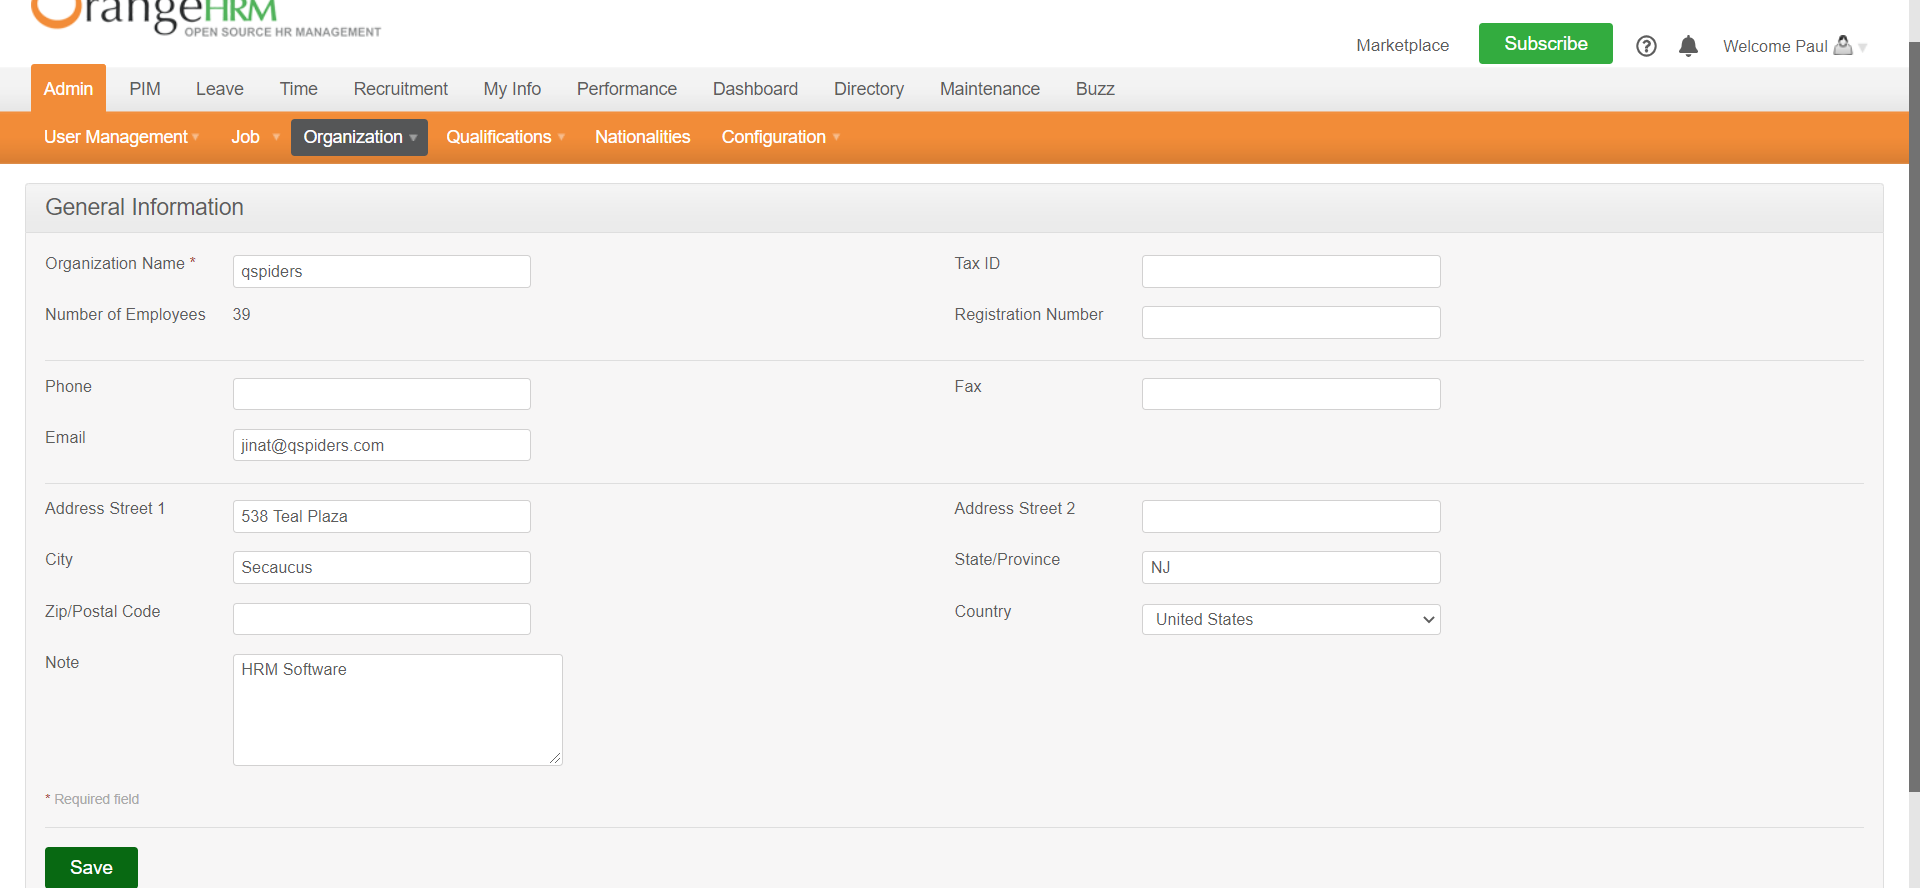 OrangeHRM
OPEN SOURCE HR MANAGEMENT
Marketplace
Subscribe
Welcome Paul
Admin PIM Leave Time Recruitment My Info Performance Dashboard Directory Maintenance Buzz
User Management Job Organization Qualifications Nationalities Configuration
General Information
Organization Name * qspiders Tax ID
Number of Employees 39 Registration Number
Phone Fax
Email jinat@qspiders.com
Address Street 1 538 Teal Plaza Address Street 2
City Secaucus State/Province NJ
Zip/Postal Code Country United States
Note HRM Software
* Required field
Save